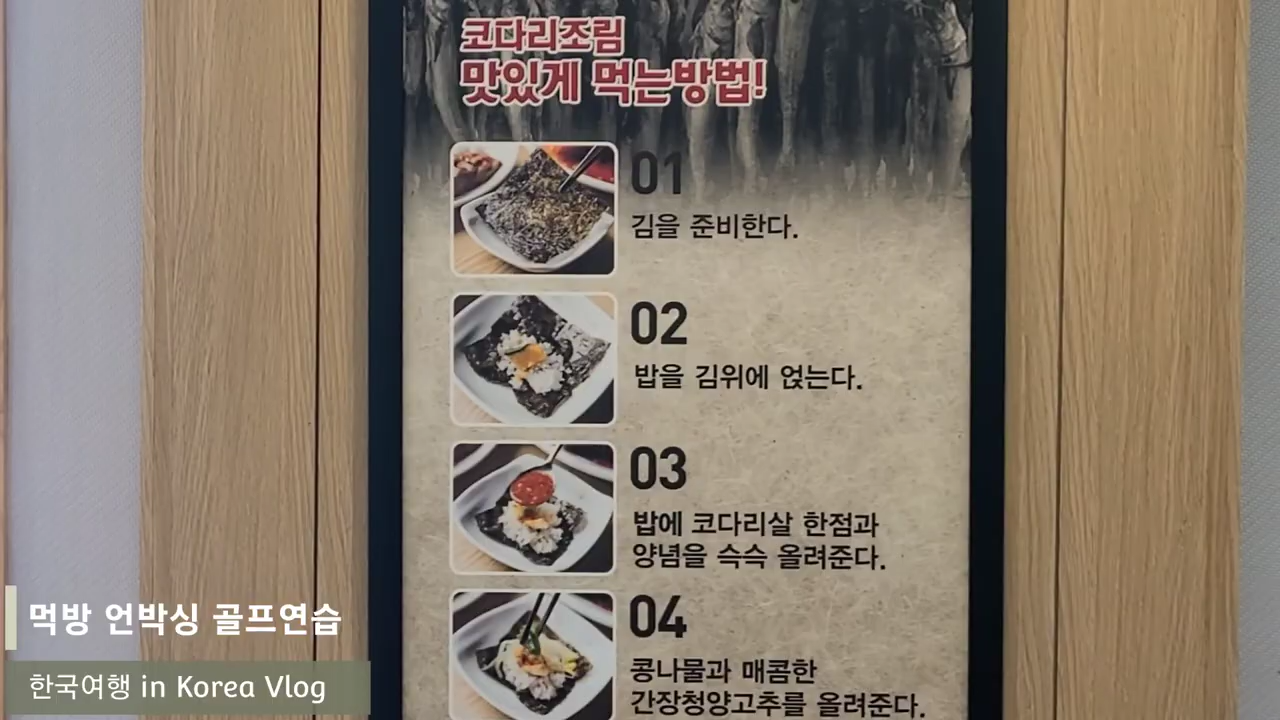 코다리조림
맛있게 먹는방법!
01
김을 준비한다.
02
밥을 김위에 얹는다.
03
밥에 코다리살 한점과
양념을 슥슥 올려준다.
04
콩나물과 매콤한
간장청양고추를 올려준다.
먹방 언박싱 골프연습
한국여행 in Korea Vlog